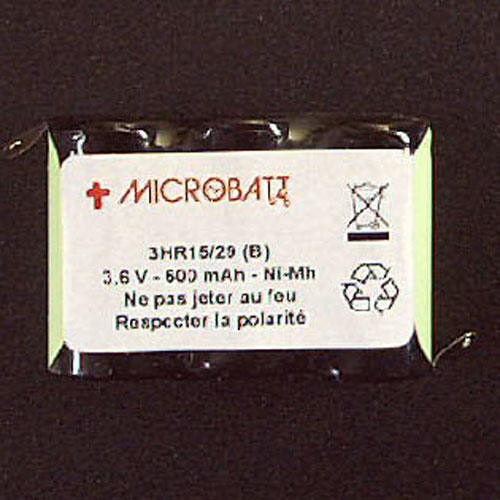 + MICROBATT
3HR15/29 (B)
3,6 V - 600 mAh - Ni-Mh
Ne pas jeter au feu
Respecter la polarité